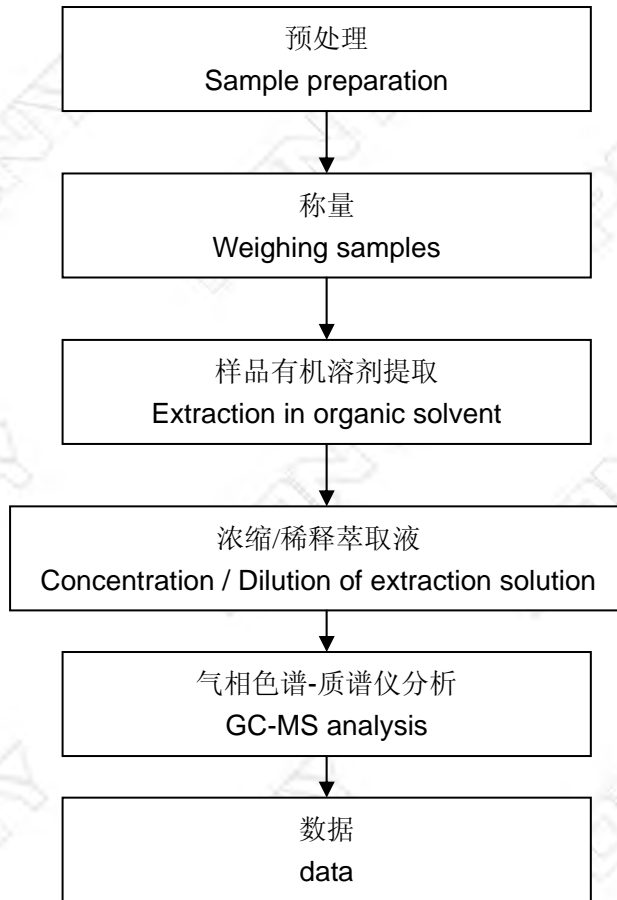 预处理
Sample preparation
称量
Weighing samples
样品有机溶剂提取
Extraction in organic solvent
浓缩/稀释萃取液
Concentration / Dilution of extraction solution
气相色谱-质谱仪分析
GC-MS analysis
数据
data